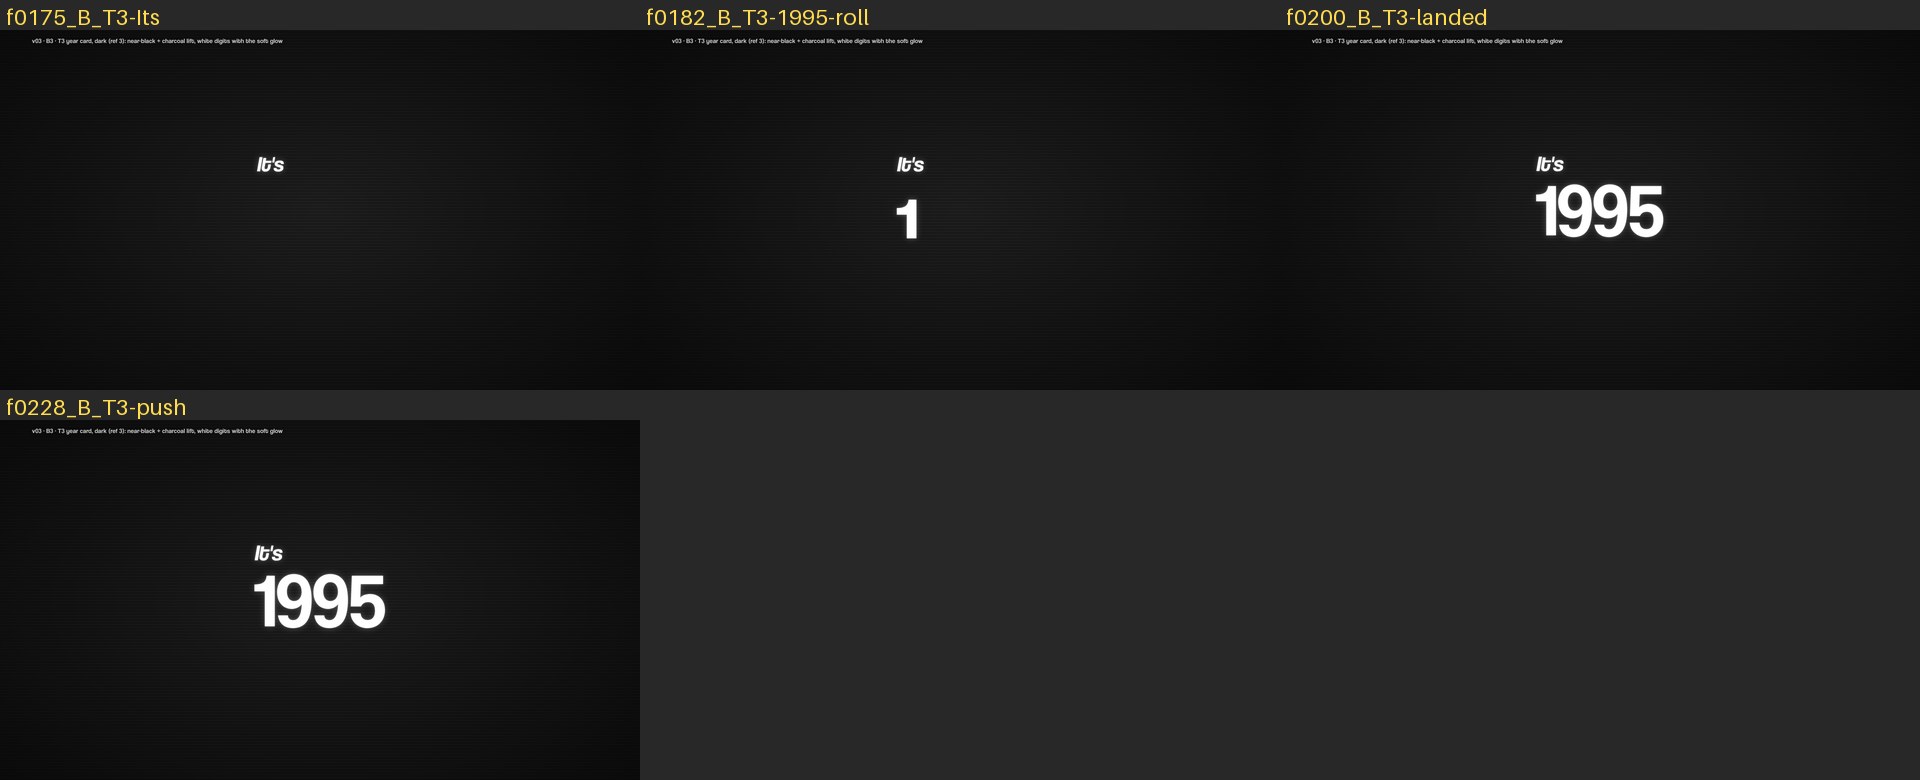 f0175_B_T3-Its
v03 · B3 · T3 year card, dark (ref 3): near-black + charcoal lift, white digits with the soft glow
It's
f0182_B_T3-1995-roll
v03 · B3 · T3 year card, dark (ref 3): near-black + charcoal lift, white digits with the soft glow
It's
1
f0200_B_T3-landed
v03 · B3 · T3 year card, dark (ref 3): near-black + charcoal lift, white digits with the soft glow
It's
1995
f0228_B_T3-push
v03 · B3 · T3 year card, dark (ref 3): near-black + charcoal lift, white digits with the soft glow
It's
1995